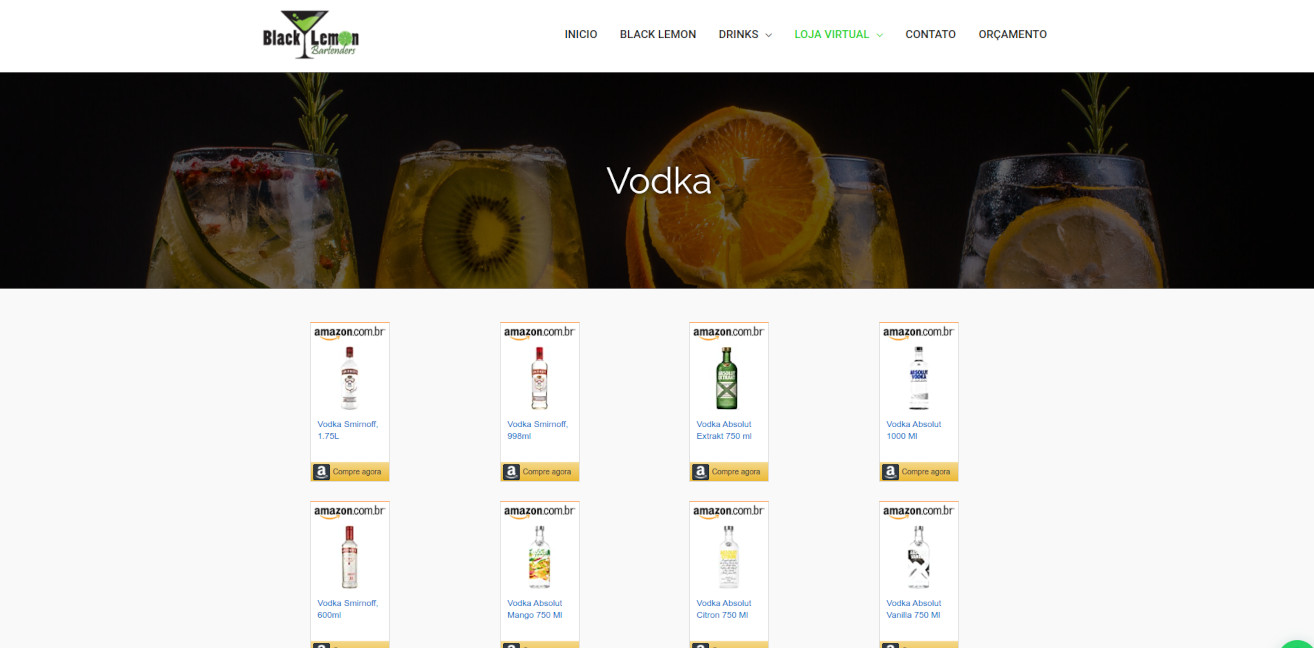 Black Lemon
Bartenders
INICIO
BLACK LEMON
DRINKS
LOJA VIRTUAL
CONTATO
ORÇAMENTO
Vodka
amazon.com.br
Vodka Smirnoff,
1.75L
a Compre agora
amazon.com.br
Vodka Smirnoff,
998ml
a Compre agora
amazon.com.br
ABSOLUT
EXTRAKT
Vodka Absolut
Extrakt 750 ml
a Compre agora
amazon.com.br
ABSOLUT
VODKA
Vodka Absolut
1000 Ml
a Compre agora
amazon.com.br
Vodka Smirnoff,
600ml
amazon.com.br
Vodka Absolut
Mango 750 Ml
amazon.com.br
Vodka Absolut
Citron 750 Ml
amazon.com.br
Vodka Absolut
Vanilla 750 Ml